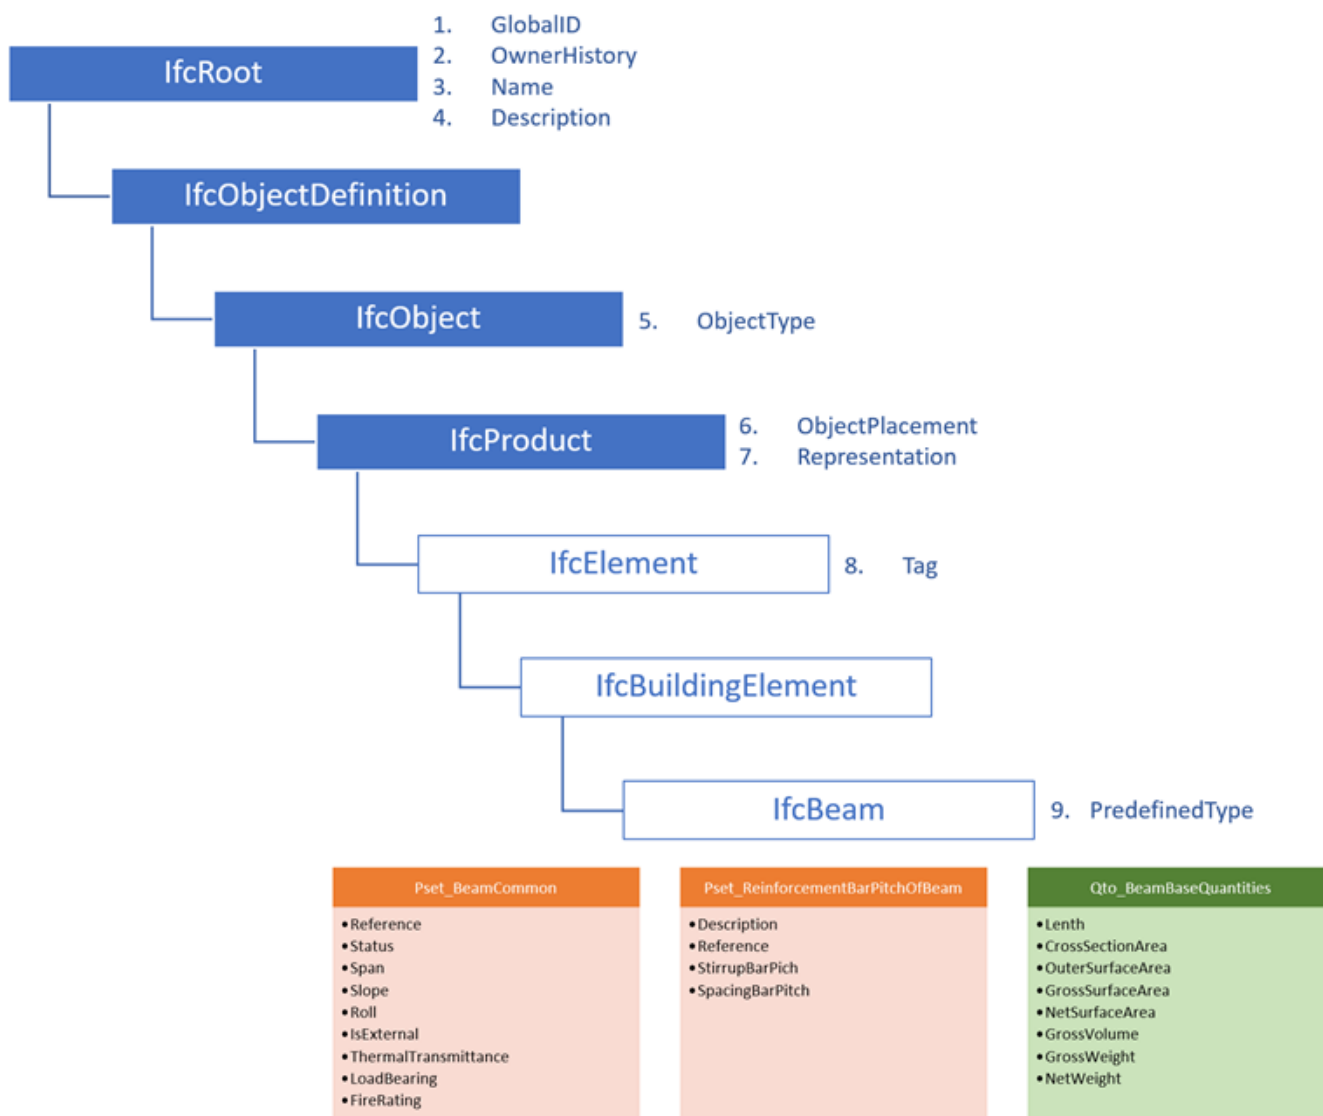 IfcRoot
1. GlobalID
2. OwnerHistory
3. Name
4. Description
IfcObjectDefinition
IfcObject
5. ObjectType
IfcProduct
6. ObjectPlacement
7. Representation
IfcElement
8. Tag
IfcBuildingElement
IfcBeam
9. PredefinedType
Pset_BeamCommon
•Reference
•Status
•Span
•Slope
•Roll
•IsExternal
•ThermalTransmittance
•LoadBearing
•FireRating
Pset_ReinforcementBarPitchOfBeam
•Description
•Reference
•StirrupBarPich
•SpacingBarPitch
Qto_BeamBaseQuantities
•Lenth
•CrossSectionArea
•OuterSurfaceArea
•GrossSurfaceArea
•NetSurfaceArea
•GrossVolume
•GrossWeight
•NetWeight